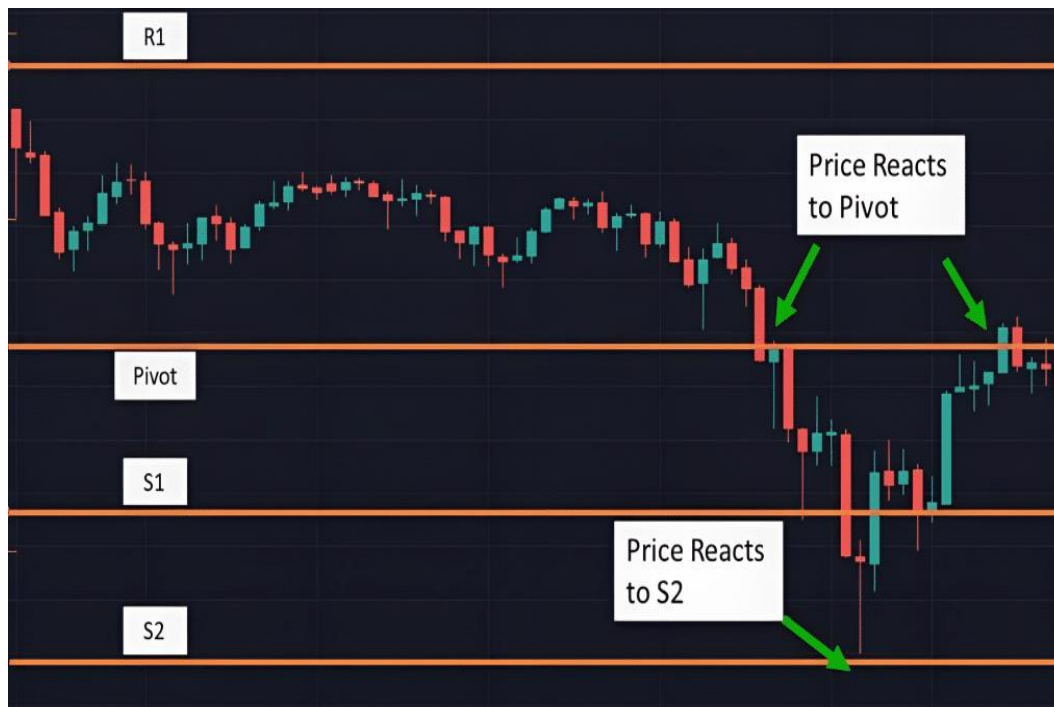 R1
Price Reacts
to Pivot
Pivot
S1
Price Reacts
to S2
S2